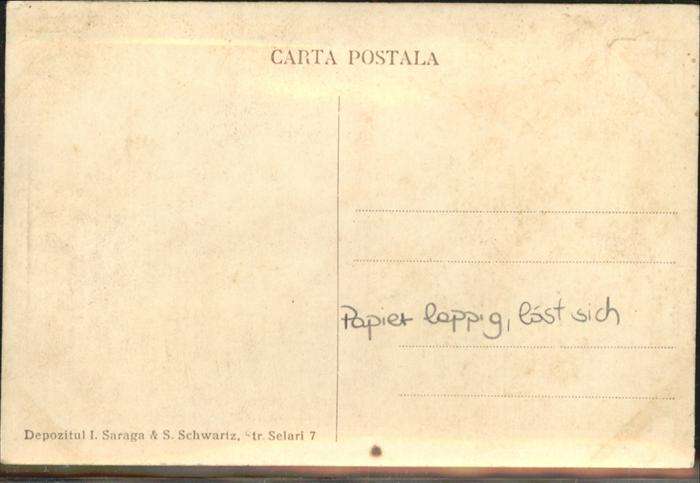 CARTA POSTALA
Papier lappig, löst sich
Depozitul I. Saraga & S. Schwartz, Str. Selari 7